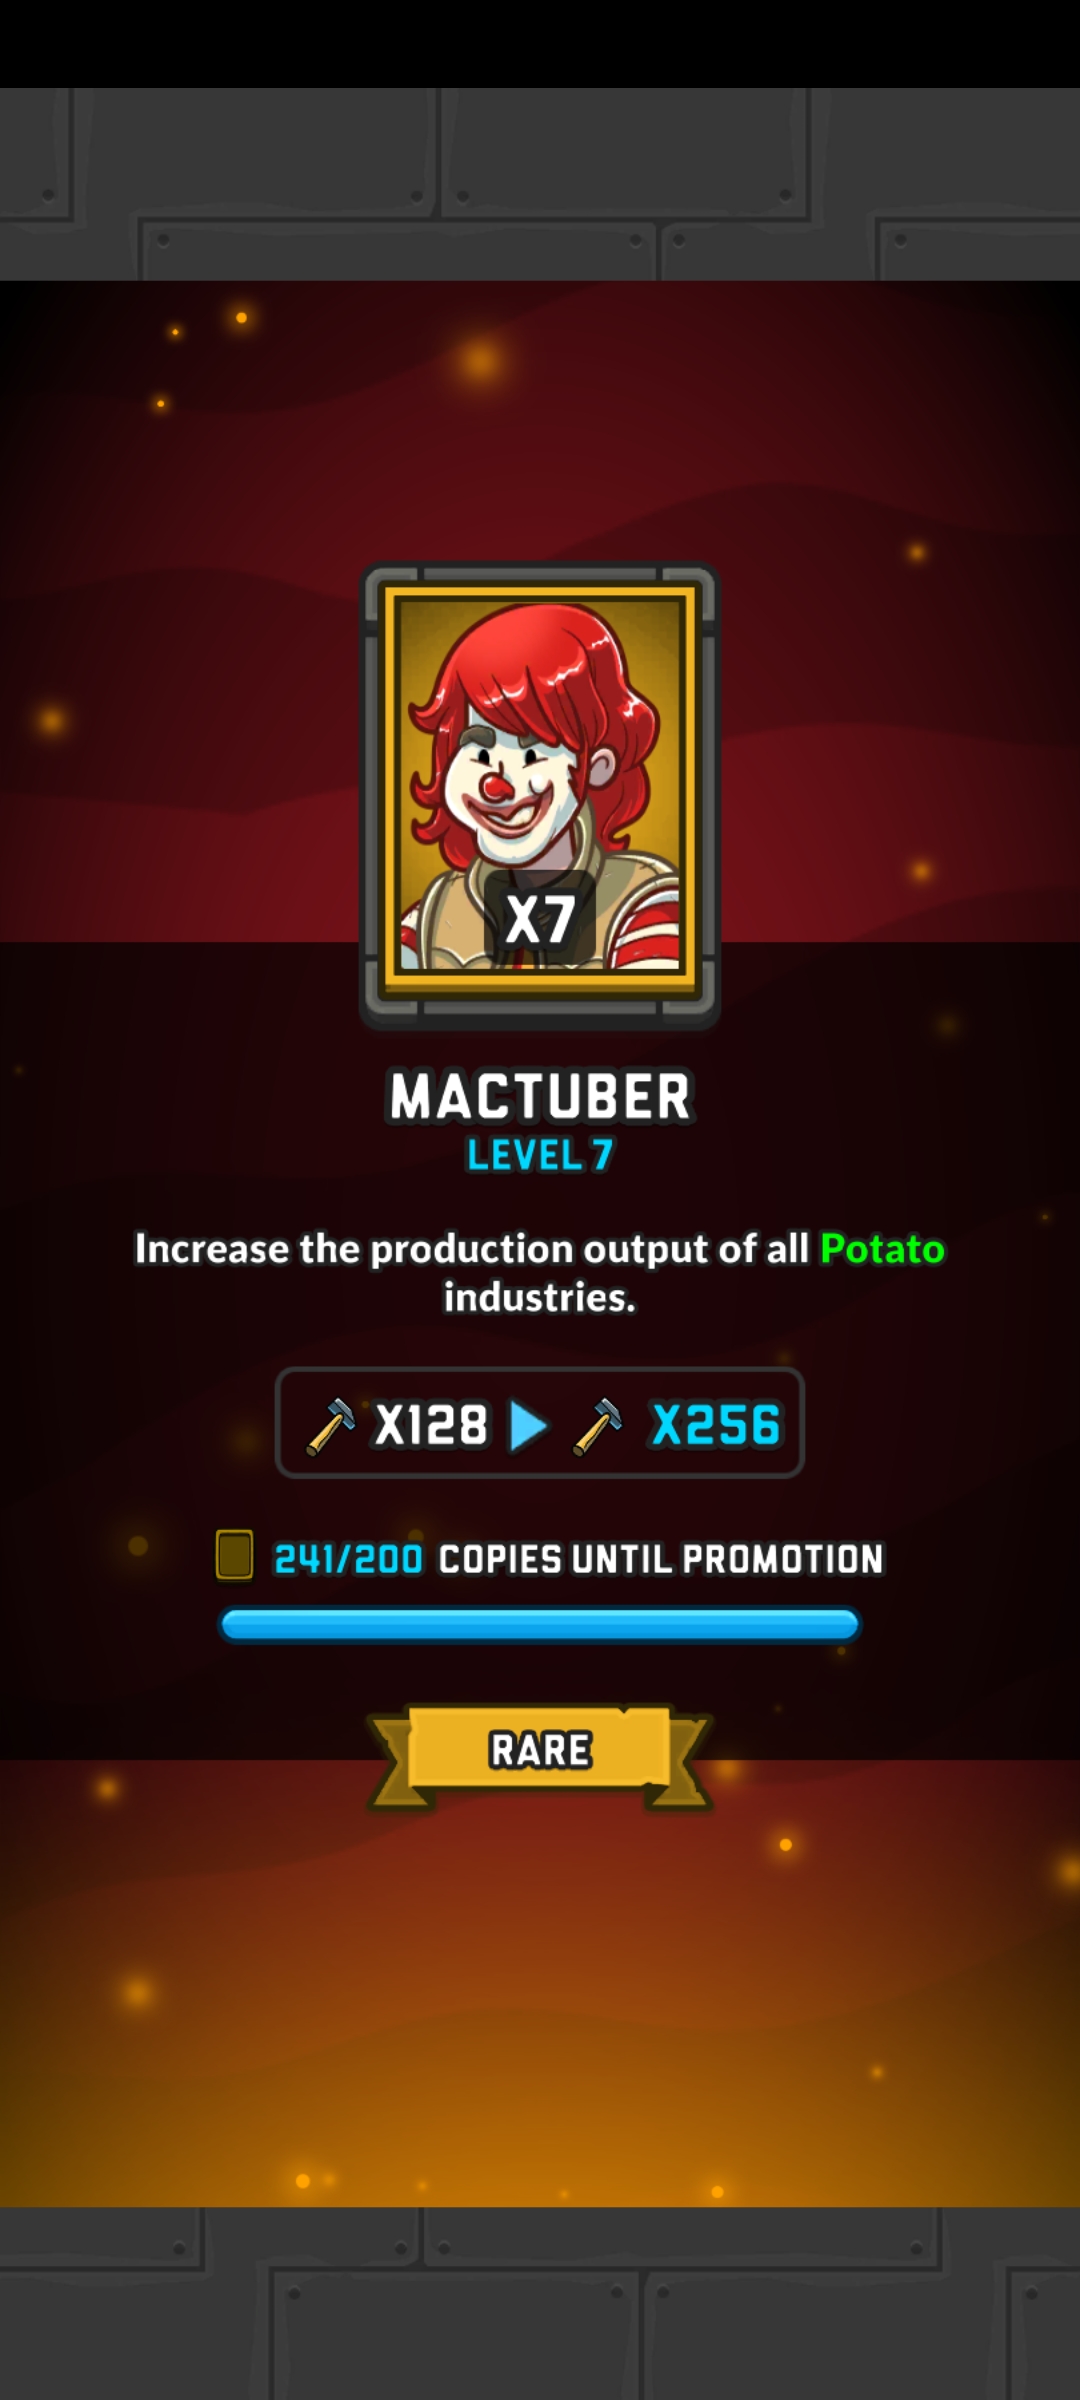 X7
MACTUBER
LEVEL 7
Increase the production output of all Potato
industries.
X128 X256
241/200 COPIES UNTIL PROMOTION
RARE